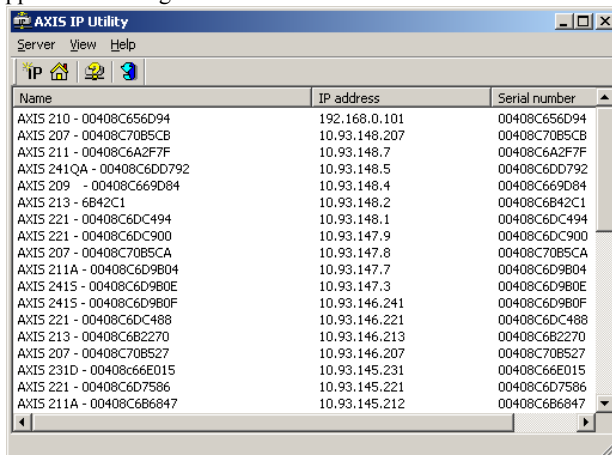 AXIS IP Utility
Server View Help
IP
Name IP address Serial number
AXIS 210 - 00408C656D94 192.168.0.101 00408C656D94
AXIS 207 - 00408C70B5CB 10.93.148.207 00408C70B5CB
AXIS 211 - 00408C6A2F7F 10.93.148.7 00408C6A2F7F
AXIS 241QA - 00408C6DD792 10.93.148.5 00408C6DD792
AXIS 209 - 00408C669D84 10.93.148.4 00408C669D84
AXIS 213 - 6B42C1 10.93.148.2 00408C6B42C1
AXIS 221 - 00408C6DC494 10.93.148.1 00408C6DC494
AXIS 221 - 00408C6DC900 10.93.147.9 00408C6DC900
AXIS 207 - 00408C70B5CA 10.93.147.8 00408C70B5CA
AXIS 211A - 00408C6D9B04 10.93.147.7 00408C6D9B04
AXIS 241S - 00408C6D9B0E 10.93.147.3 00408C6D9B0E
AXIS 241S - 00408C6D9B0F 10.93.146.241 00408C6D9B0F
AXIS 221 - 00408C6DC488 10.93.146.221 00408C6DC488
AXIS 213 - 00408C6B2270 10.93.146.213 00408C6B2270
AXIS 207 - 00408C70B527 10.93.146.207 00408C70B527
AXIS 231D - 00408c66E015 10.93.145.231 00408C66E015
AXIS 221 - 00408C6D7586 10.93.145.221 00408C6D7586
AXIS 211A - 00408C6B6847 10.93.145.212 00408C6B6847